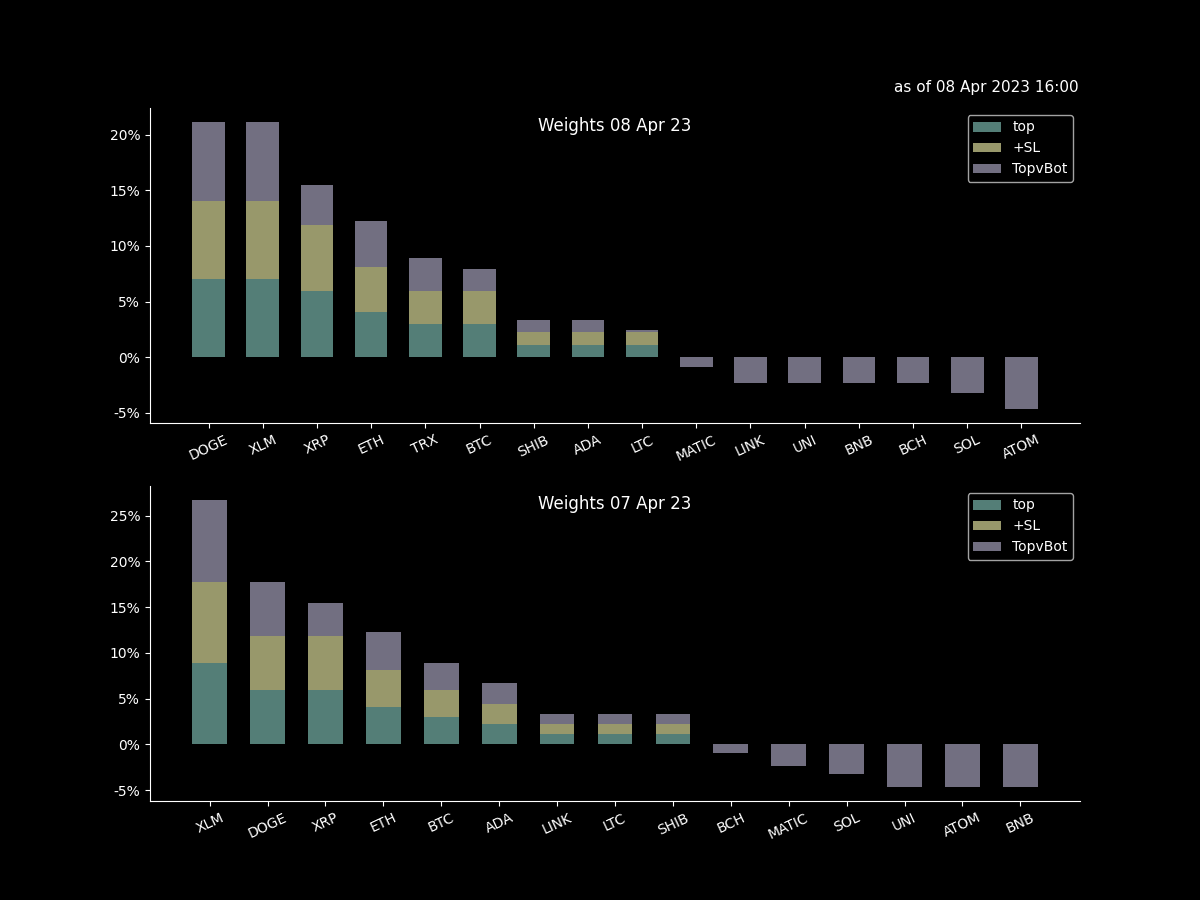 as of 08 Apr 2023 16:00
Weights 08 Apr 23
top
+SL
TopvBot
20%
15%
10%
5%
0%
-5%
DOGE XLM XRP ETH TRX BTC SHIB ADA LTC MATIC LINK UNI BNB BCH SOL ATOM
Weights 07 Apr 23
top
+SL
TopvBot
25%
20%
15%
10%
5%
0%
-5%
XLM DOGE XRP ETH BTC ADA LINK LTC SHIB BCH MATIC SOL UNI ATOM BNB